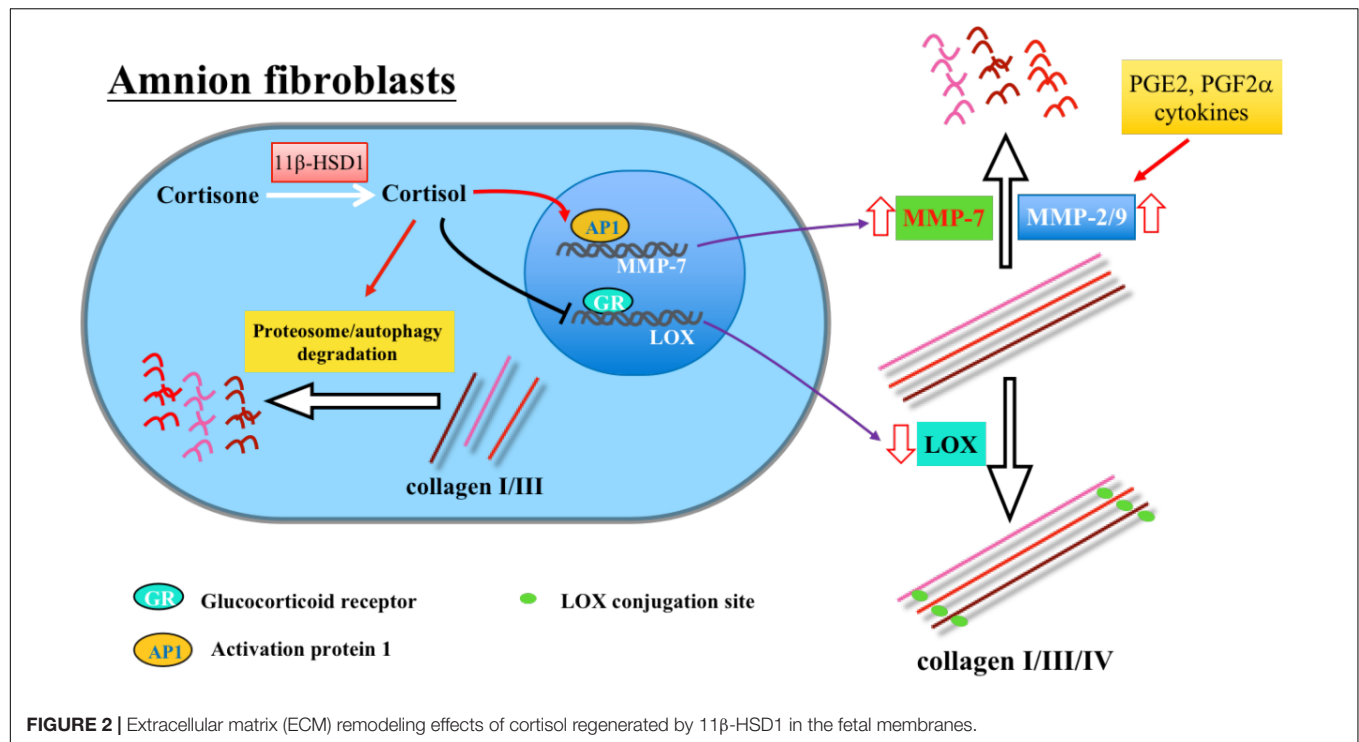 Amnion fibroblasts
11β-HSD1
Cortisone
Cortisol
AP1
MMP-7
GR
LOX
Proteosome/autophagy
degradation
collagen I/III
PGE2, PGF2α
cytokines
MMP-7
MMP-2/9
LOX
collagen I/III/IV
GR
Glucocorticoid receptor
LOX conjugation site
AP1
Activation protein 1
FIGURE 2 | Extracellular matrix (ECM) remodeling effects of cortisol regenerated by 11β-HSD1 in the fetal membranes.